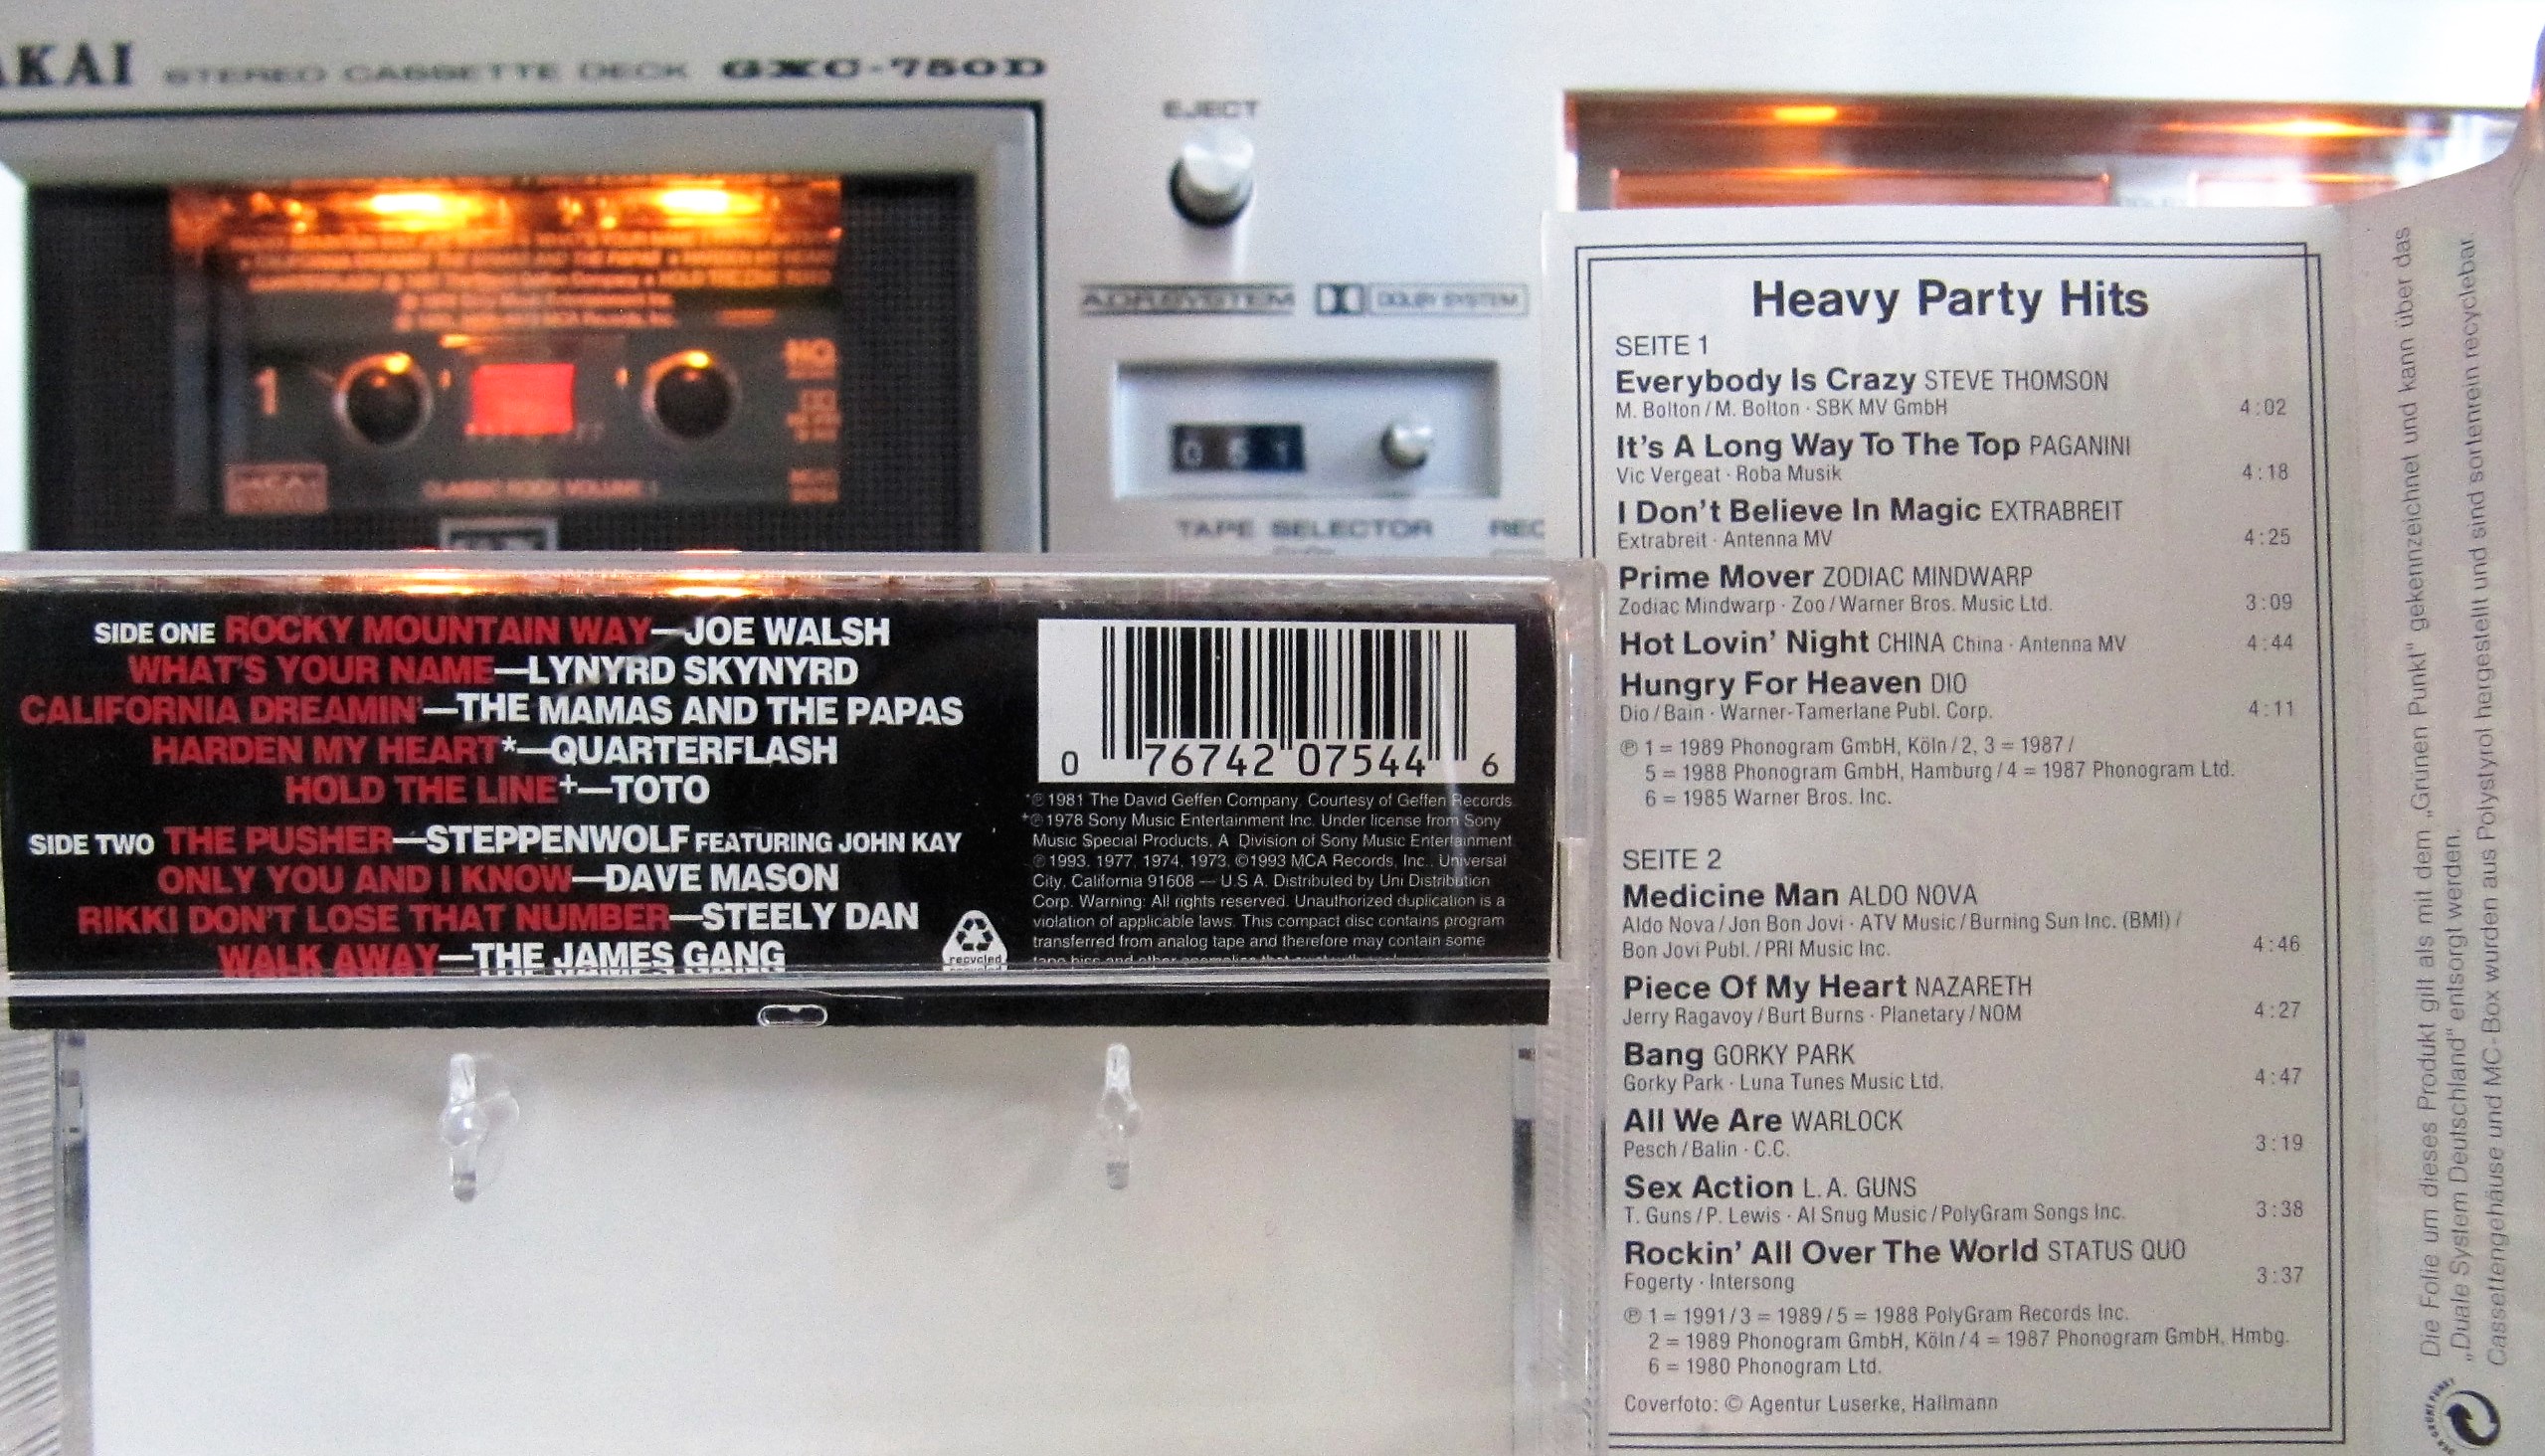 AKAI STEREO CASSETTE DECK GXC-750D
EJECT
ADR SYSTEM DOLBY SYSTEM
1
HQ
CLASSIC ROCK VOLUME 1
0 6 1
TAPE SELECTOR REC
SIDE ONE ROCKY MOUNTAIN WAY—JOE WALSH
WHAT'S YOUR NAME—LYNYRD SKYNYRD
CALIFORNIA DREAMIN'—THE MAMAS AND THE PAPAS
HARDEN MY HEART*—QUARTERFLASH
HOLD THE LINE+—TOTO
SIDE TWO THE PUSHER—STEPPENWOLF FEATURING JOHN KAY
ONLY YOU AND I KNOW—DAVE MASON
RIKKI DON'T LOSE THAT NUMBER—STEELY DAN
WALK AWAY—THE JAMES GANG
recycled
0 76742 07544 6
*℗ 1981 The David Geffen Company. Courtesy of Geffen Records.
+℗ 1978 Sony Music Entertainment Inc. Under license from Sony
Music Special Products, A Division of Sony Music Entertainment
℗ 1993, 1977, 1974, 1973, ©1993 MCA Records, Inc., Universal
City, California 91608 — U.S.A. Distributed by Uni Distribution
Corp. Warning: All rights reserved. Unauthorized duplication is a
violation of applicable laws. This compact disc contains program
transferred from analog tape and therefore may contain some
Heavy Party Hits
SEITE 1
Everybody Is Crazy STEVE THOMSON
M. Bolton / M. Bolton · SBK MV GmbH 4:02
It's A Long Way To The Top PAGANINI
Vic Vergeat · Roba Musik 4:18
I Don't Believe In Magic EXTRABREIT
Extrabreit · Antenna MV 4:25
Prime Mover ZODIAC MINDWARP
Zodiac Mindwarp · Zoo / Warner Bros. Music Ltd. 3:09
Hot Lovin' Night CHINA China · Antenna MV 4:44
Hungry For Heaven DIO
Dio / Bain · Warner-Tamerlane Publ. Corp. 4:11
℗ 1 = 1989 Phonogram GmbH, Köln / 2, 3 = 1987 /
5 = 1988 Phonogram GmbH, Hamburg / 4 = 1987 Phonogram Ltd.
6 = 1985 Warner Bros. Inc.
SEITE 2
Medicine Man ALDO NOVA
Aldo Nova / Jon Bon Jovi · ATV Music / Burning Sun Inc. (BMI) /
Bon Jovi Publ. / PRI Music Inc. 4:46
Piece Of My Heart NAZARETH
Jerry Ragavoy / Burt Burns · Planetary / NOM 4:27
Bang GORKY PARK
Gorky Park · Luna Tunes Music Ltd. 4:47
All We Are WARLOCK
Pesch / Balin · C.C. 3:19
Sex Action L.A. GUNS
T. Guns / P. Lewis · Al Snug Music / PolyGram Songs Inc. 3:38
Rockin' All Over The World STATUS QUO
Fogerty · Intersong 3:37
℗ 1 = 1991 / 3 = 1989 / 5 = 1988 PolyGram Records Inc.
2 = 1989 Phonogram GmbH, Köln / 4 = 1987 Phonogram GmbH, Hmbg.
6 = 1980 Phonogram Ltd.
Coverfoto: © Agentur Luserke, Hallmann
Die Folie um dieses Produkt gilt als mit dem „Grünen Punkt" gekennzeichnet und kann über das
„Duale System Deutschland" entsorgt werden.
Cassettengehäuse und MC-Box wurden aus Polystyrol hergestellt und sind sortenrein recyclebar.